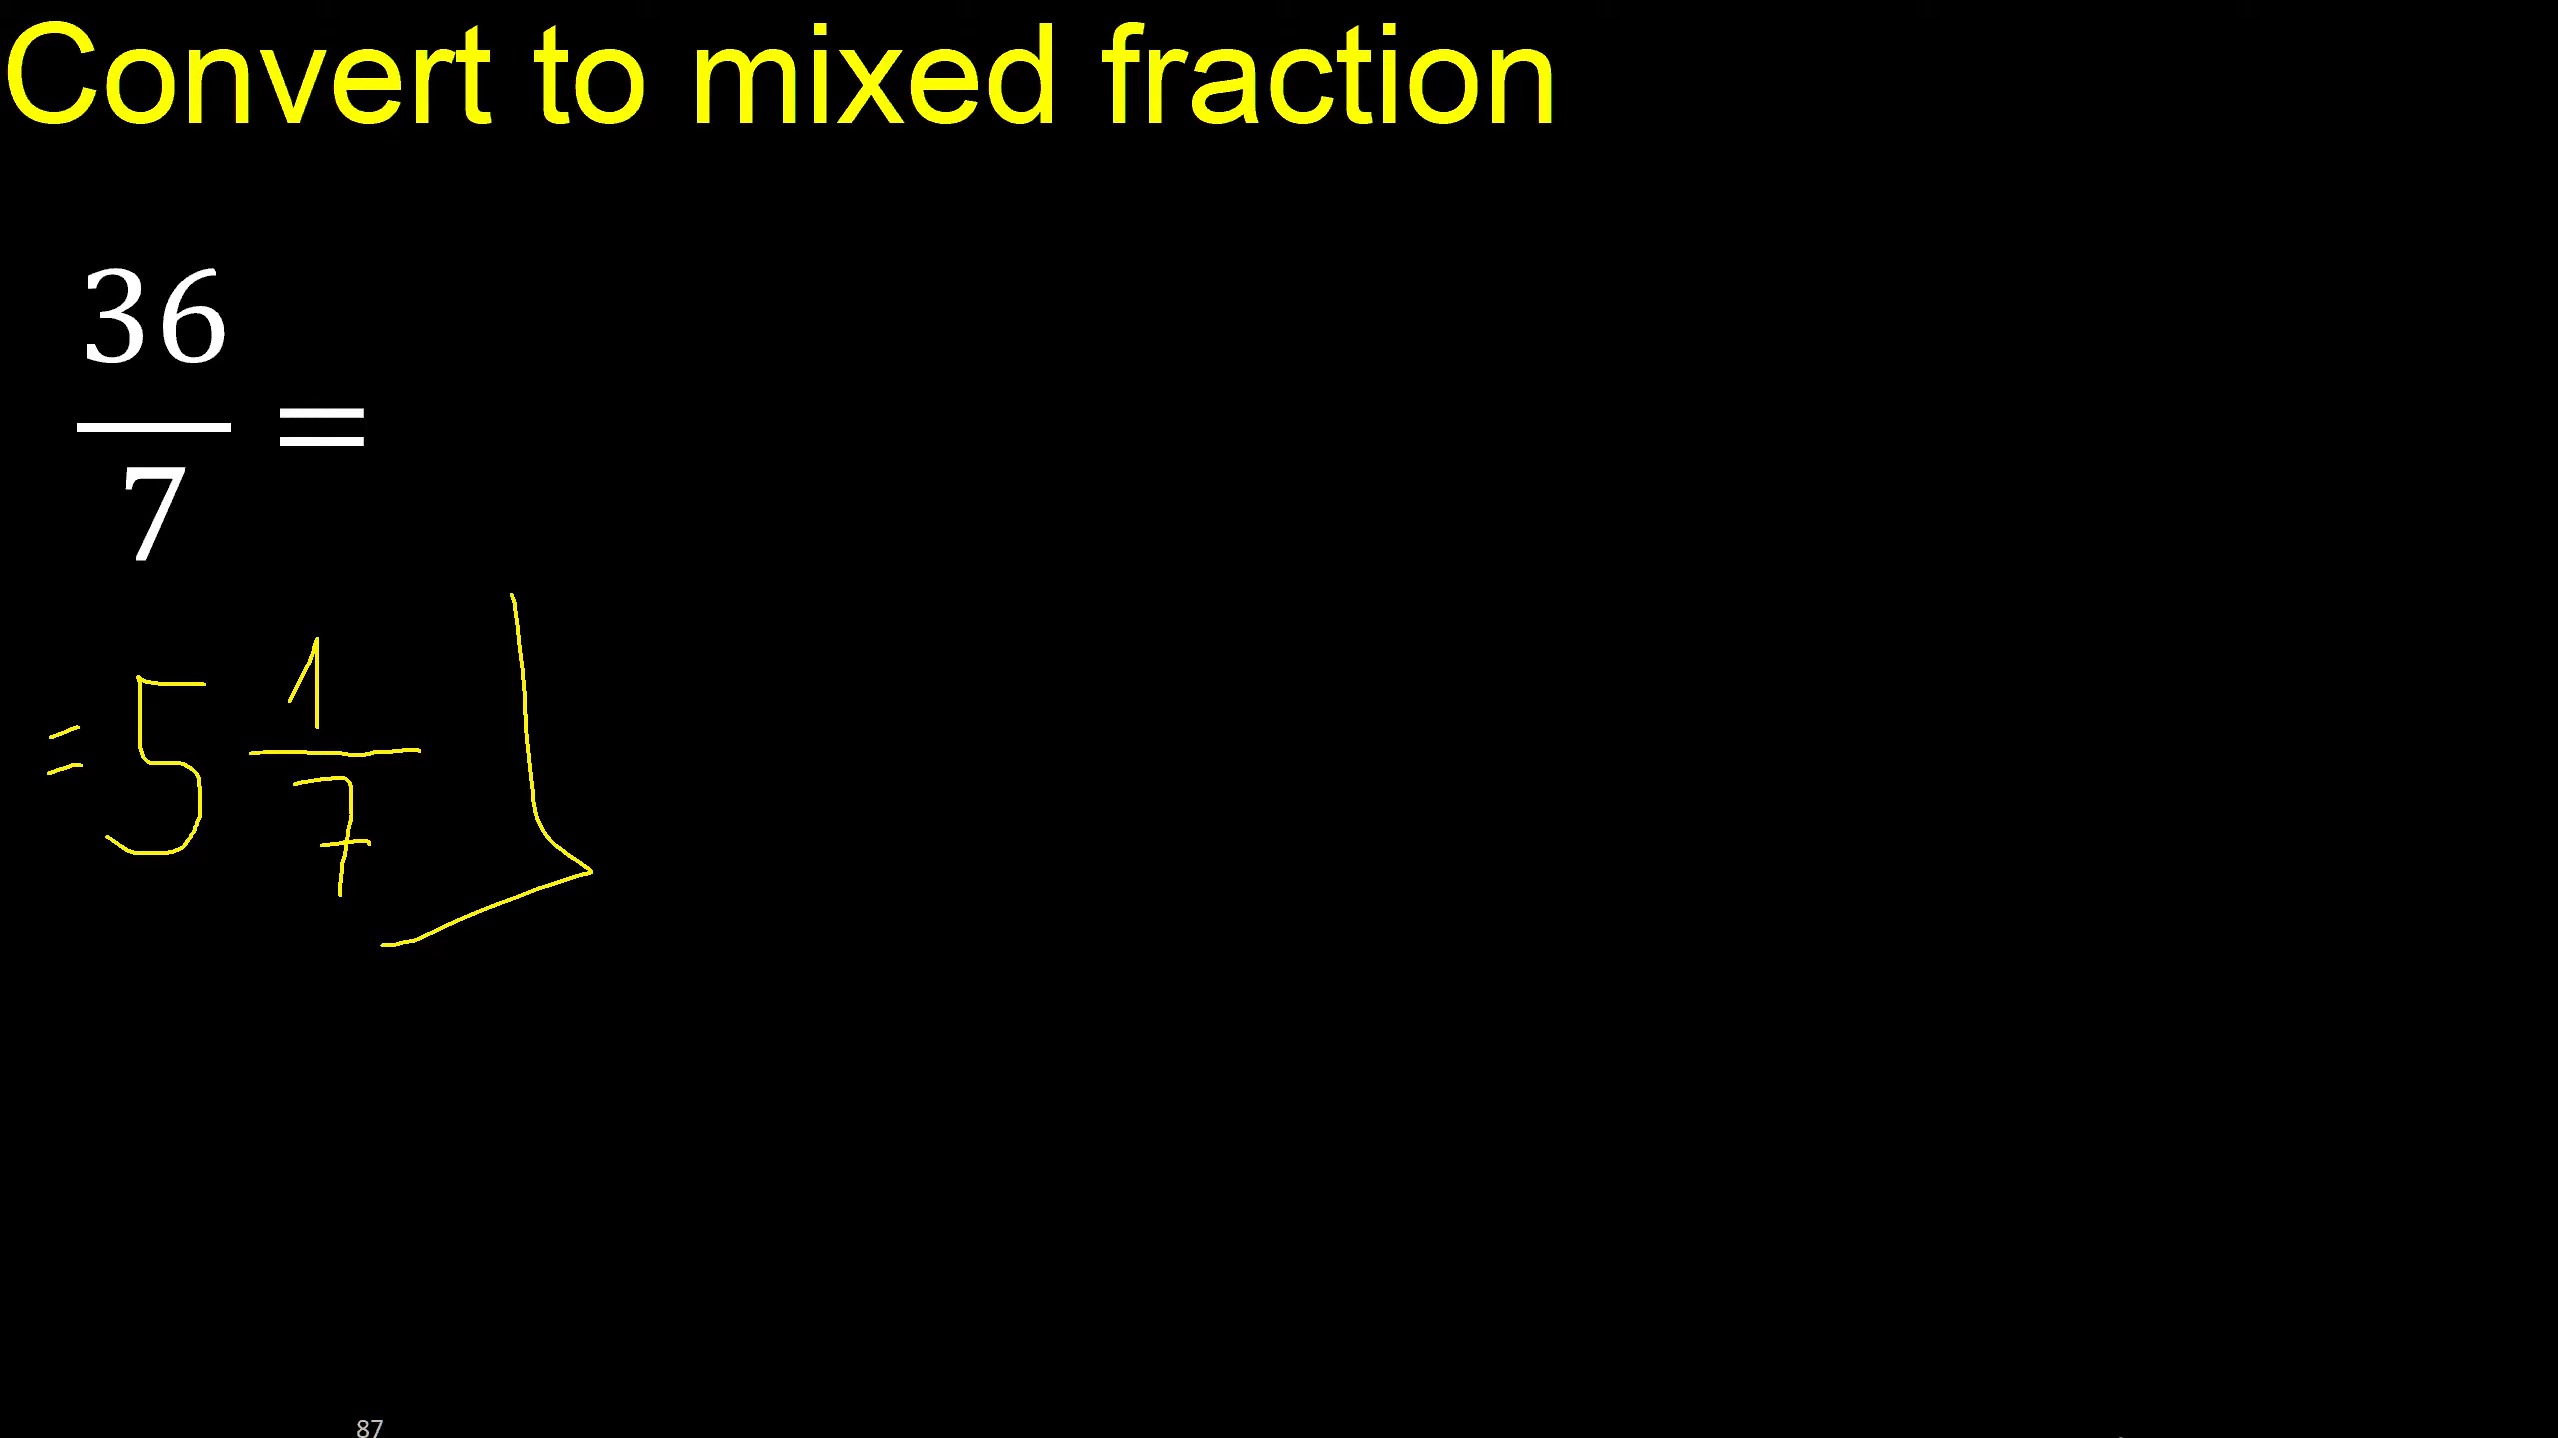 Convert to mixed fraction
36/7 =
= 5 1/7
87